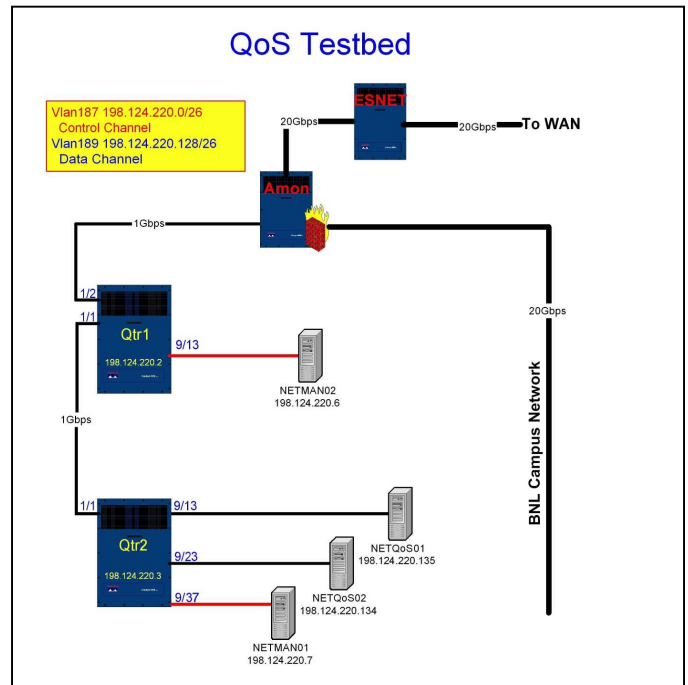 QoS Testbed
Vlan187 198.124.220.0/26
Control Channel
Vlan189 198.124.220.128/26
Data Channel
ESNET
20Gbps
20Gbps
To WAN
Amon
1Gbps
20Gbps
BNL Campus Network
1/2
1/1
Qtr1
198.124.220.2
9/13
NETMAN02
198.124.220.6
1Gbps
1/1
Qtr2
198.124.220.3
9/13
NETQoS01
198.124.220.135
9/23
NETQoS02
198.124.220.134
9/37
NETMAN01
198.124.220.7